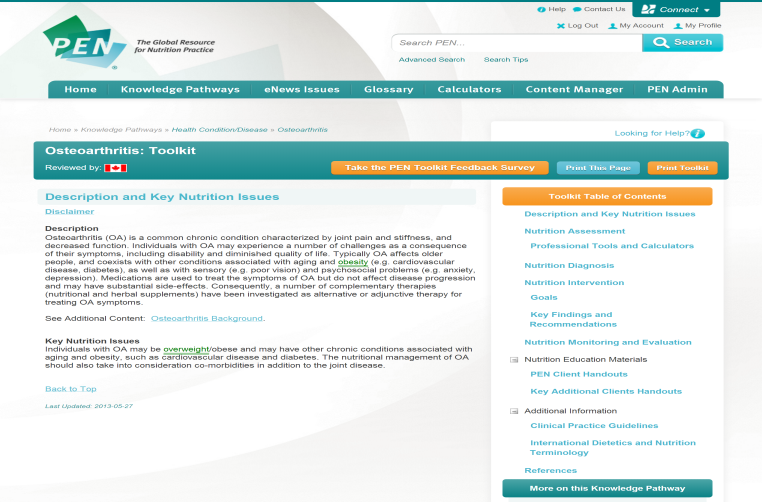 Help Contact Us Connect
Log Out My Account My Profile
PEN
®
The Global Resource
for Nutrition Practice
Search PEN...
Search
Advanced Search Search Tips
Home Knowledge Pathways eNews Issues Glossary Calculators Content Manager PEN Admin
Home » Knowledge Pathways » Health Condition/Disease » Osteoarthritis
Looking for Help?
Osteoarthritis: Toolkit
Reviewed by:
Take the PEN Toolkit Feedback Survey
Print This Page
Print Toolkit
Description and Key Nutrition Issues
Disclaimer
Description
Osteoarthritis (OA) is a common chronic condition characterized by joint pain and stiffness, and
decreased function. Individuals with OA may experience a number of challenges as a consequence
of their symptoms, including disability and diminished quality of life. Typically OA affects older
people, and coexists with other conditions associated with aging and obesity (e.g. cardiovascular
disease, diabetes), as well as with sensory (e.g. poor vision) and psychosocial problems (e.g. anxiety,
depression). Medications are used to treat the symptoms of OA but do not affect disease progression
and may have substantial side-effects. Consequently, a number of complementary therapies
(nutritional and herbal supplements) have been investigated as alternative or adjunctive therapy for
treating OA symptoms.
See Additional Content: Osteoarthritis Background.
Key Nutrition Issues
Individuals with OA may be overweight/obese and may have other chronic conditions associated with
aging and obesity, such as cardiovascular disease and diabetes. The nutritional management of OA
should also take into consideration co-morbidities in addition to the joint disease.
Back to Top
Last Updated: 2013-05-27
Toolkit Table of Contents
Description and Key Nutrition Issues
Nutrition Assessment
Professional Tools and Calculators
Nutrition Diagnosis
Nutrition Intervention
Goals
Key Findings and
Recommendations
Nutrition Monitoring and Evaluation
Nutrition Education Materials
PEN Client Handouts
Key Additional Clients Handouts
Additional Information
Clinical Practice Guidelines
International Dietetics and Nutrition
Terminology
References
More on this Knowledge Pathway